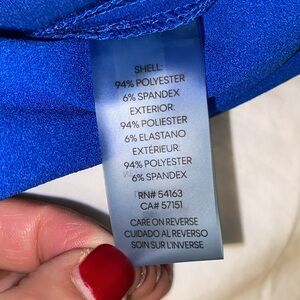 SHELL:
94% POLYESTER
6% SPANDEX
EXTERIOR:
94% POLIESTER
6% ELASTANO
EXTÉRIEUR:
94% POLYESTER
6% SPANDEX
RN# 54163
CA# 57151
CARE ON REVERSE
CUIDADO AL REVERSO
SOIN SUR L'INVERSE